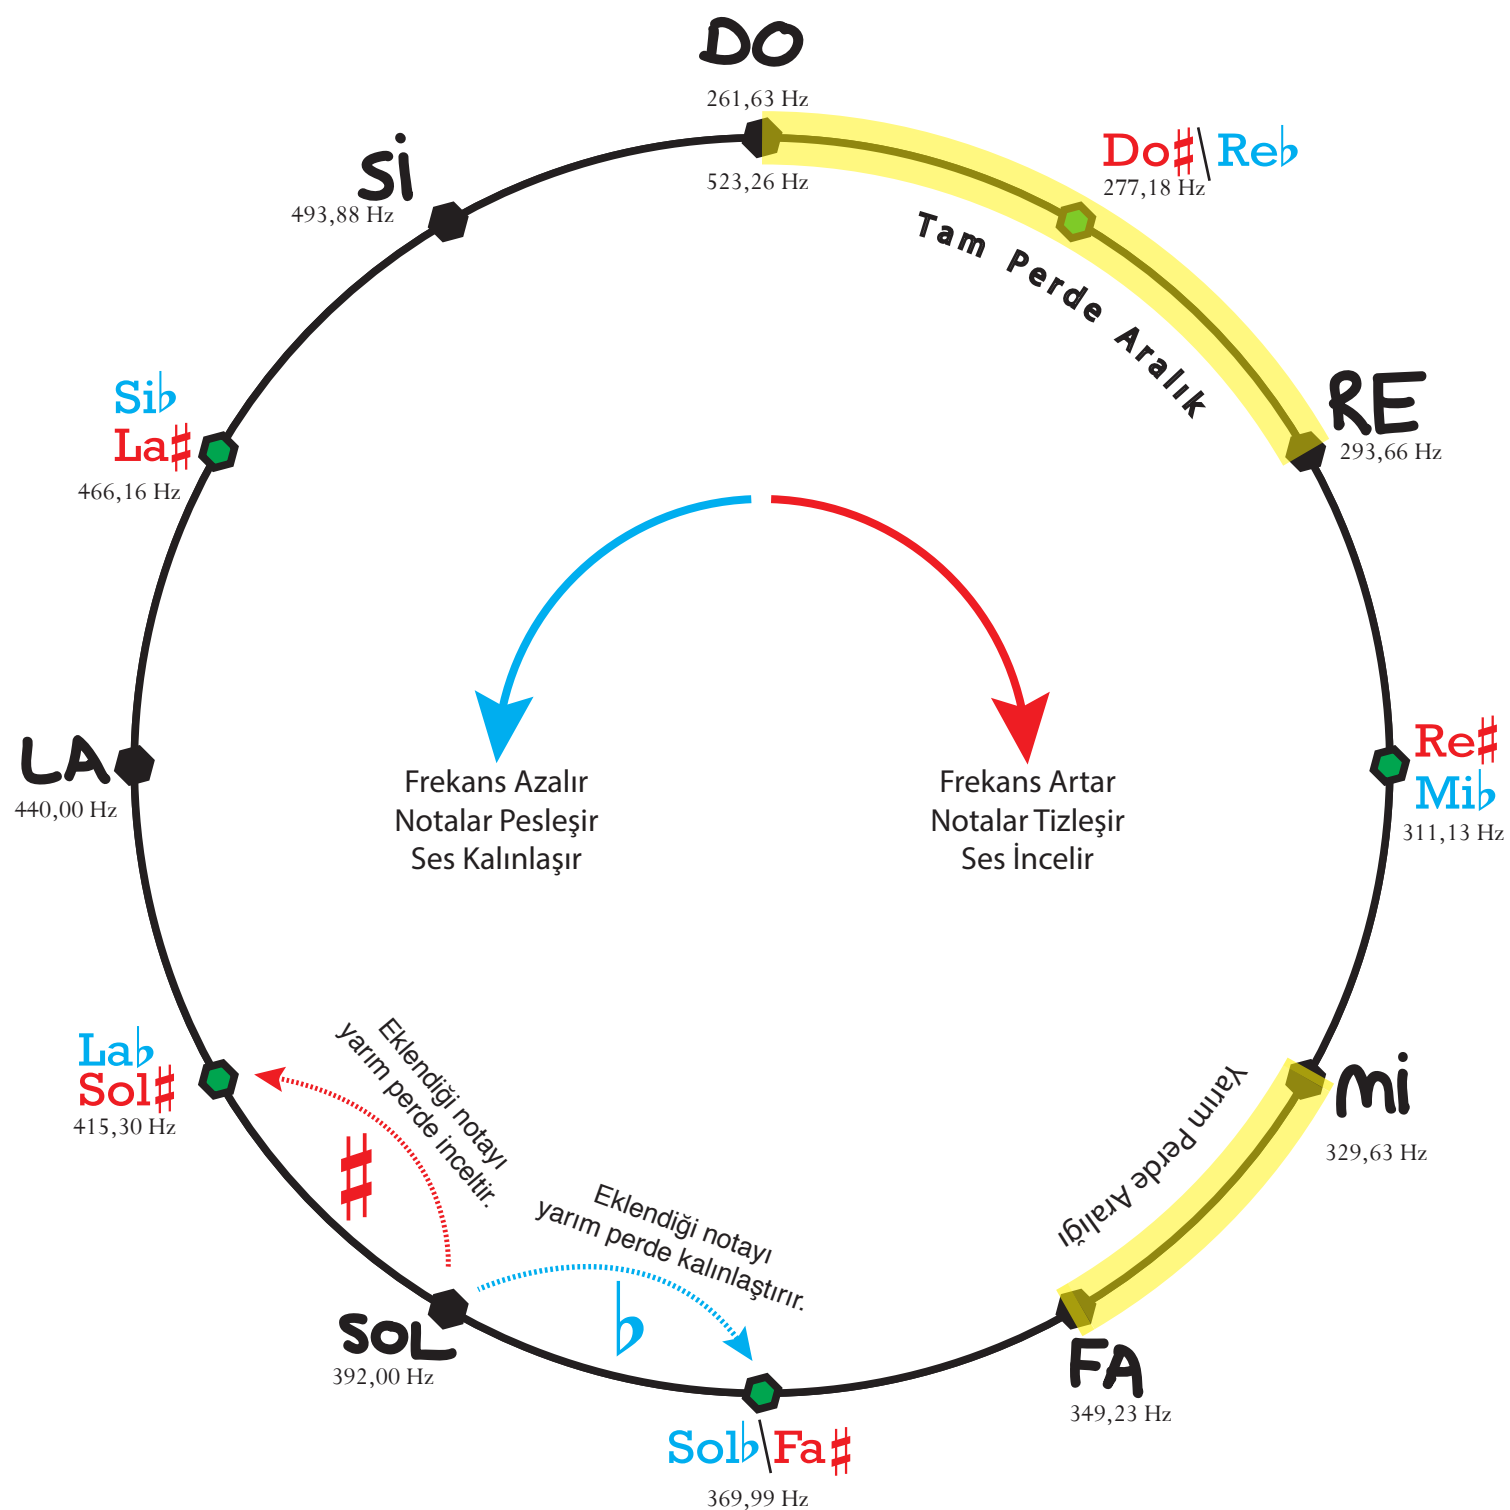 DO
261,63 Hz
523,26 Hz
Do♯\Re♭
277,18 Hz
Tam Perde Aralık
RE
293,66 Hz
Re♯
Mi♭
311,13 Hz
Mİ
329,63 Hz
Yarım Perde Aralığı
FA
349,23 Hz
Sol♭\Fa♯
369,99 Hz
SOL
392,00 Hz
♭
Eklendiği notayı
yarım perde kalınlaştırır.
♯
Eklendiği notayı
yarım perde inceltir.
La♭
Sol♯
415,30 Hz
LA
440,00 Hz
Si♭
La♯
466,16 Hz
Sİ
493,88 Hz
Frekans Azalır
Notalar Pesleşir
Ses Kalınlaşır
Frekans Artar
Notalar Tizleşir
Ses İncelir